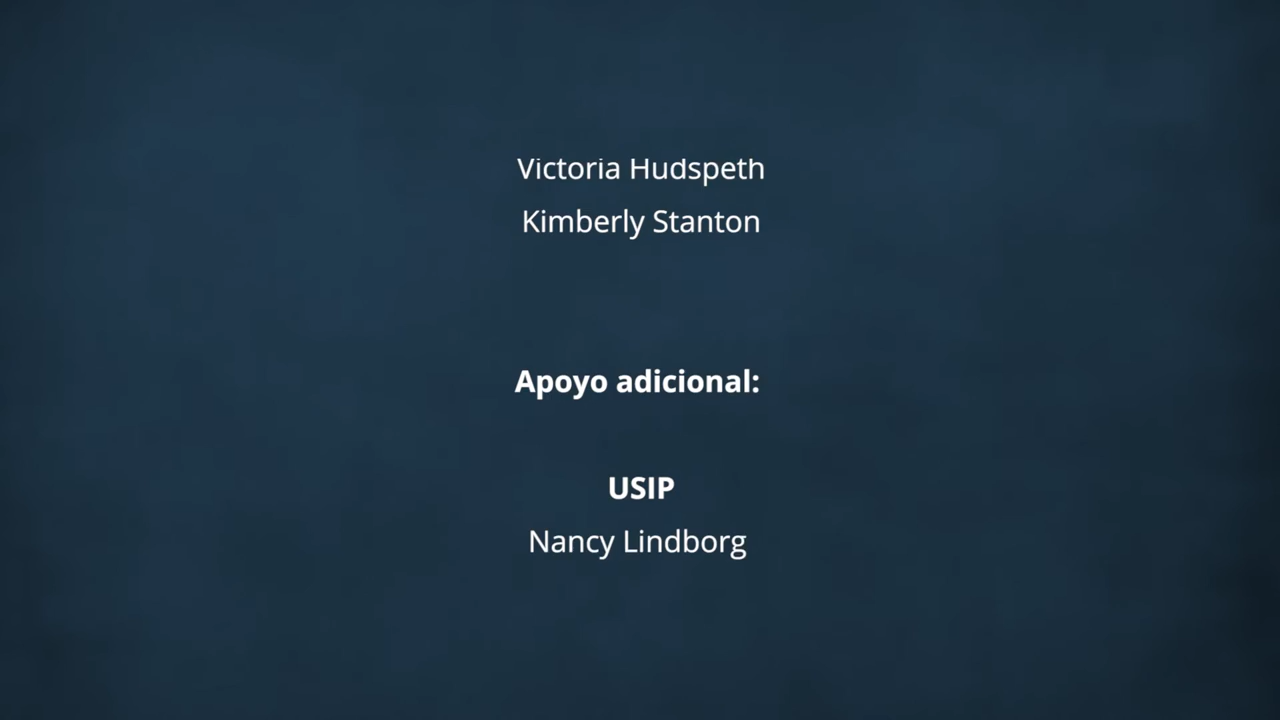 Victoria Hudspeth
Kimberly Stanton
Apoyo adicional:
USIP
Nancy Lindborg